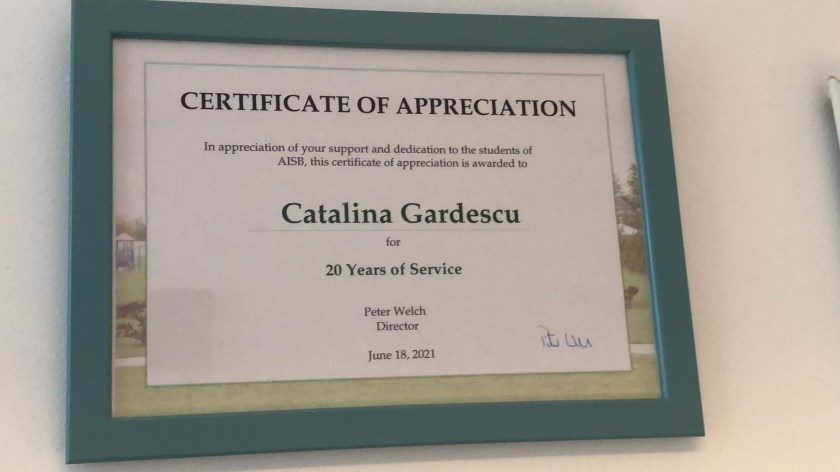 CERTIFICATE OF APPRECIATION
In appreciation of your support and dedication to the students of
AISB, this certificate of appreciation is awarded to
Catalina Gardescu
for
20 Years of Service
Peter Welch
Director
June 18, 2021